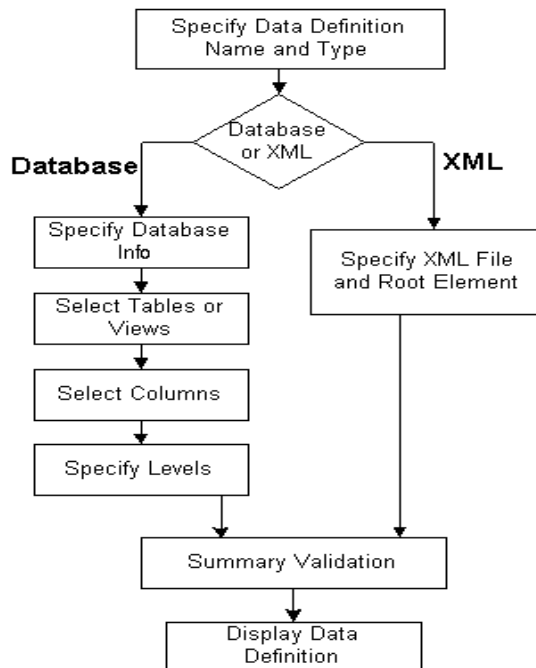 Specify Data Definition
Name and Type
Database
or XML
Database
XML
Specify Database
Info
Select Tables or
Views
Select Columns
Specify Levels
Specify XML File
and Root Element
Summary Validation
Display Data
Definition